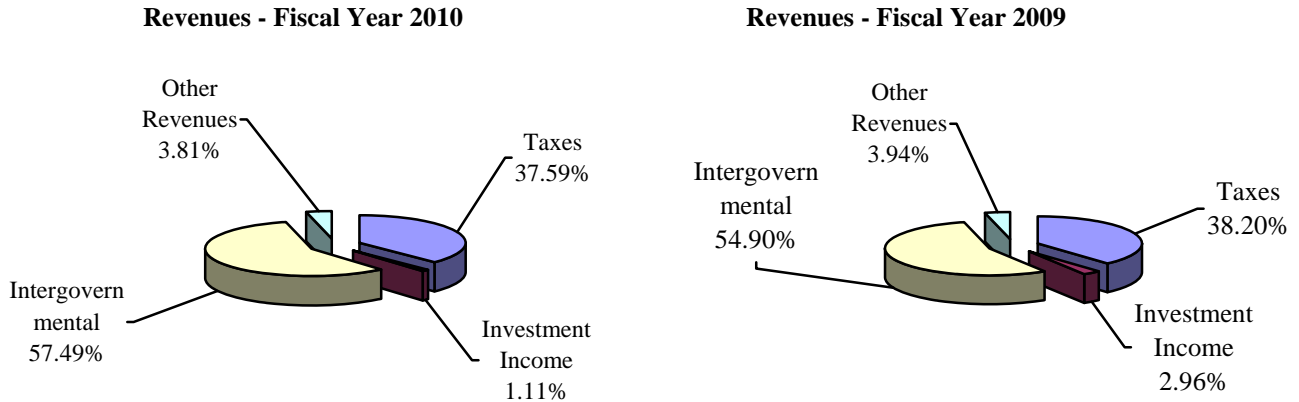 Revenues - Fiscal Year 2010
Other
Revenues
3.81%
Taxes
37.59%
Intergovern
mental
57.49%
Investment
Income
1.11%
Revenues - Fiscal Year 2009
Other
Revenues
3.94%
Intergovern
mental
54.90%
Taxes
38.20%
Investment
Income
2.96%